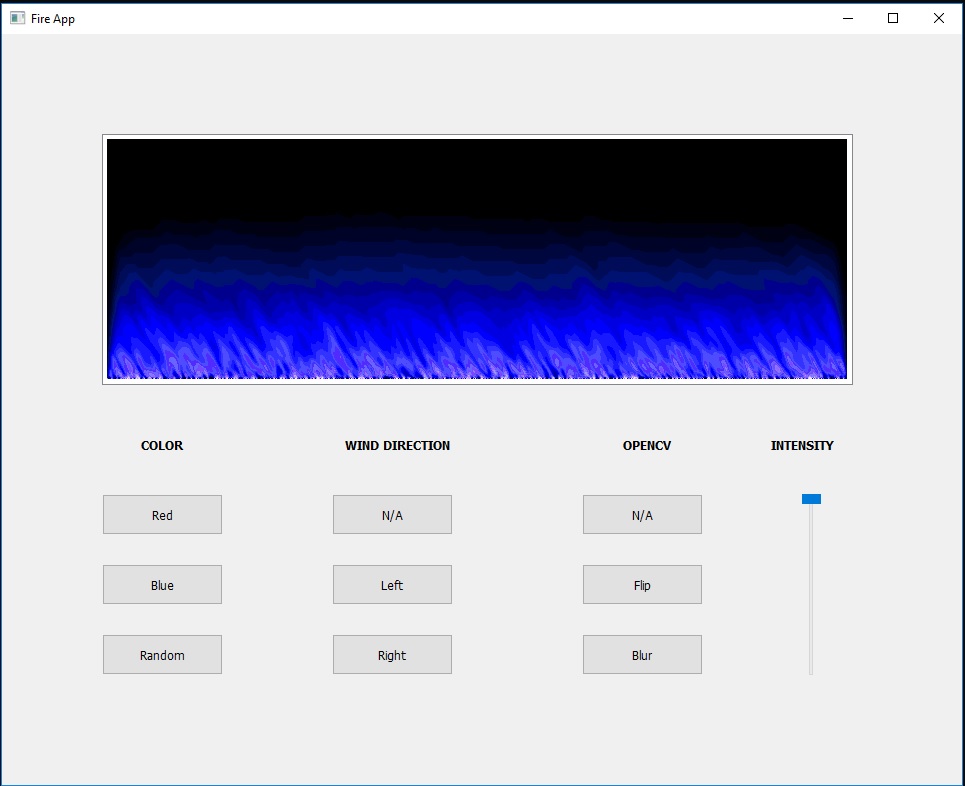 Fire App
COLOR WIND DIRECTION OPENCV INTENSITY
Red N/A N/A
Blue Left Flip
Random Right Blur